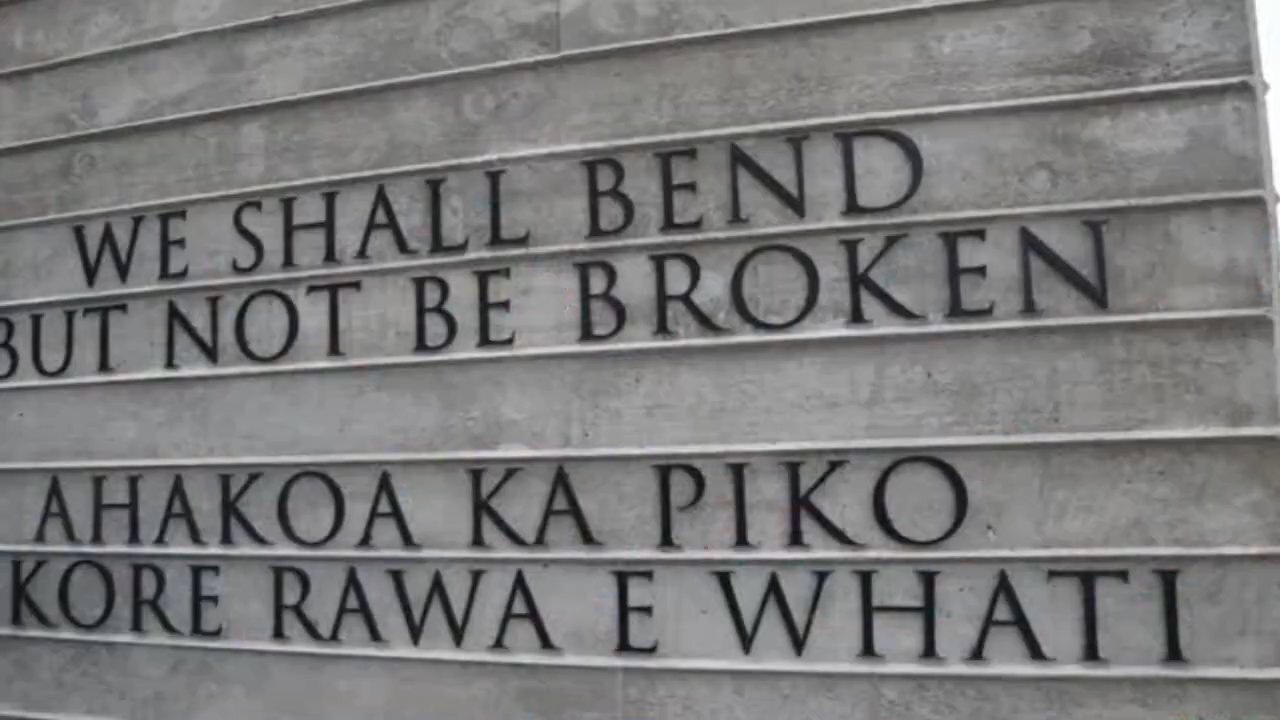 WE SHALL BEND
BUT NOT BE BROKEN
AHAKOA KA PIKO
KORE RAWA E WHATI